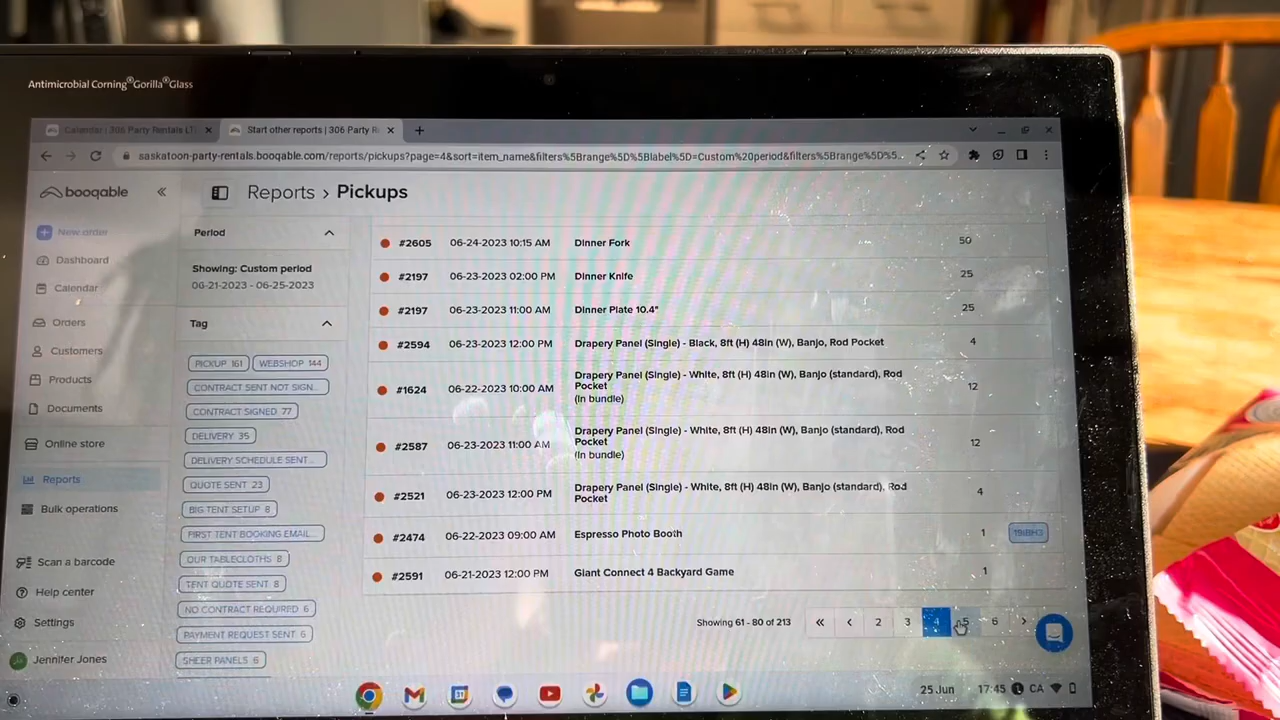 Antimicrobial Corning®Gorilla®Glass
Calendar | 306 Party Rentals LT
Start other reports | 306 Party R
saskatoon-party-rentals.booqable.com/reports/pickups?page=4&sort=item_name&filters%5Brange%5D%5Blabel%5D=Custom%20period&filters%5Brange%5D%5..
booqable
Reports > Pickups
New order
Dashboard
Calendar
Orders
Customers
Products
Documents
Online store
Reports
Bulk operations
Scan a barcode
Help center
Settings
Jennifer Jones
Period
Showing: Custom period
06-21-2023 - 06-25-2023
Tag
PICKUP 161 WEBSHOP 144
CONTRACT SENT NOT SIGN...
CONTRACT SIGNED 77
DELIVERY 35
DELIVERY SCHEDULE SENT...
QUOTE SENT 23
BIG TENT SETUP 8
FIRST TENT BOOKING EMAIL...
OUR TABLECLOTHS 8
TENT QUOTE SENT 8
NO CONTRACT REQUIRED 6
PAYMENT REQUEST SENT 6
SHEER PANELS 6
#2605 06-24-2023 10:15 AM Dinner Fork 50
#2197 06-23-2023 02:00 PM Dinner Knife 25
#2197 06-23-2023 11:00 AM Dinner Plate 10.4" 25
#2594 06-23-2023 12:00 PM Drapery Panel (Single) - Black, 8ft (H) 48in (W), Banjo, Rod Pocket 4
#1624 06-22-2023 10:00 AM Drapery Panel (Single) - White, 8ft (H) 48in (W), Banjo (standard), Rod 12
Pocket
(In bundle)
#2587 06-23-2023 11:00 AM Drapery Panel (Single) - White, 8ft (H) 48in (W), Banjo (standard), Rod 12
Pocket
(In bundle)
#2521 06-23-2023 12:00 PM Drapery Panel (Single) - White, 8ft (H) 48in (W), Banjo (standard), Rod 4
Pocket
#2474 06-22-2023 09:00 AM Espresso Photo Booth 1
#2591 06-21-2023 12:00 PM Giant Connect 4 Backyard Game 1
Showing 61 - 80 of 213 « ‹ 2 3 4 5 6 ›
25 Jun 17:45 CA